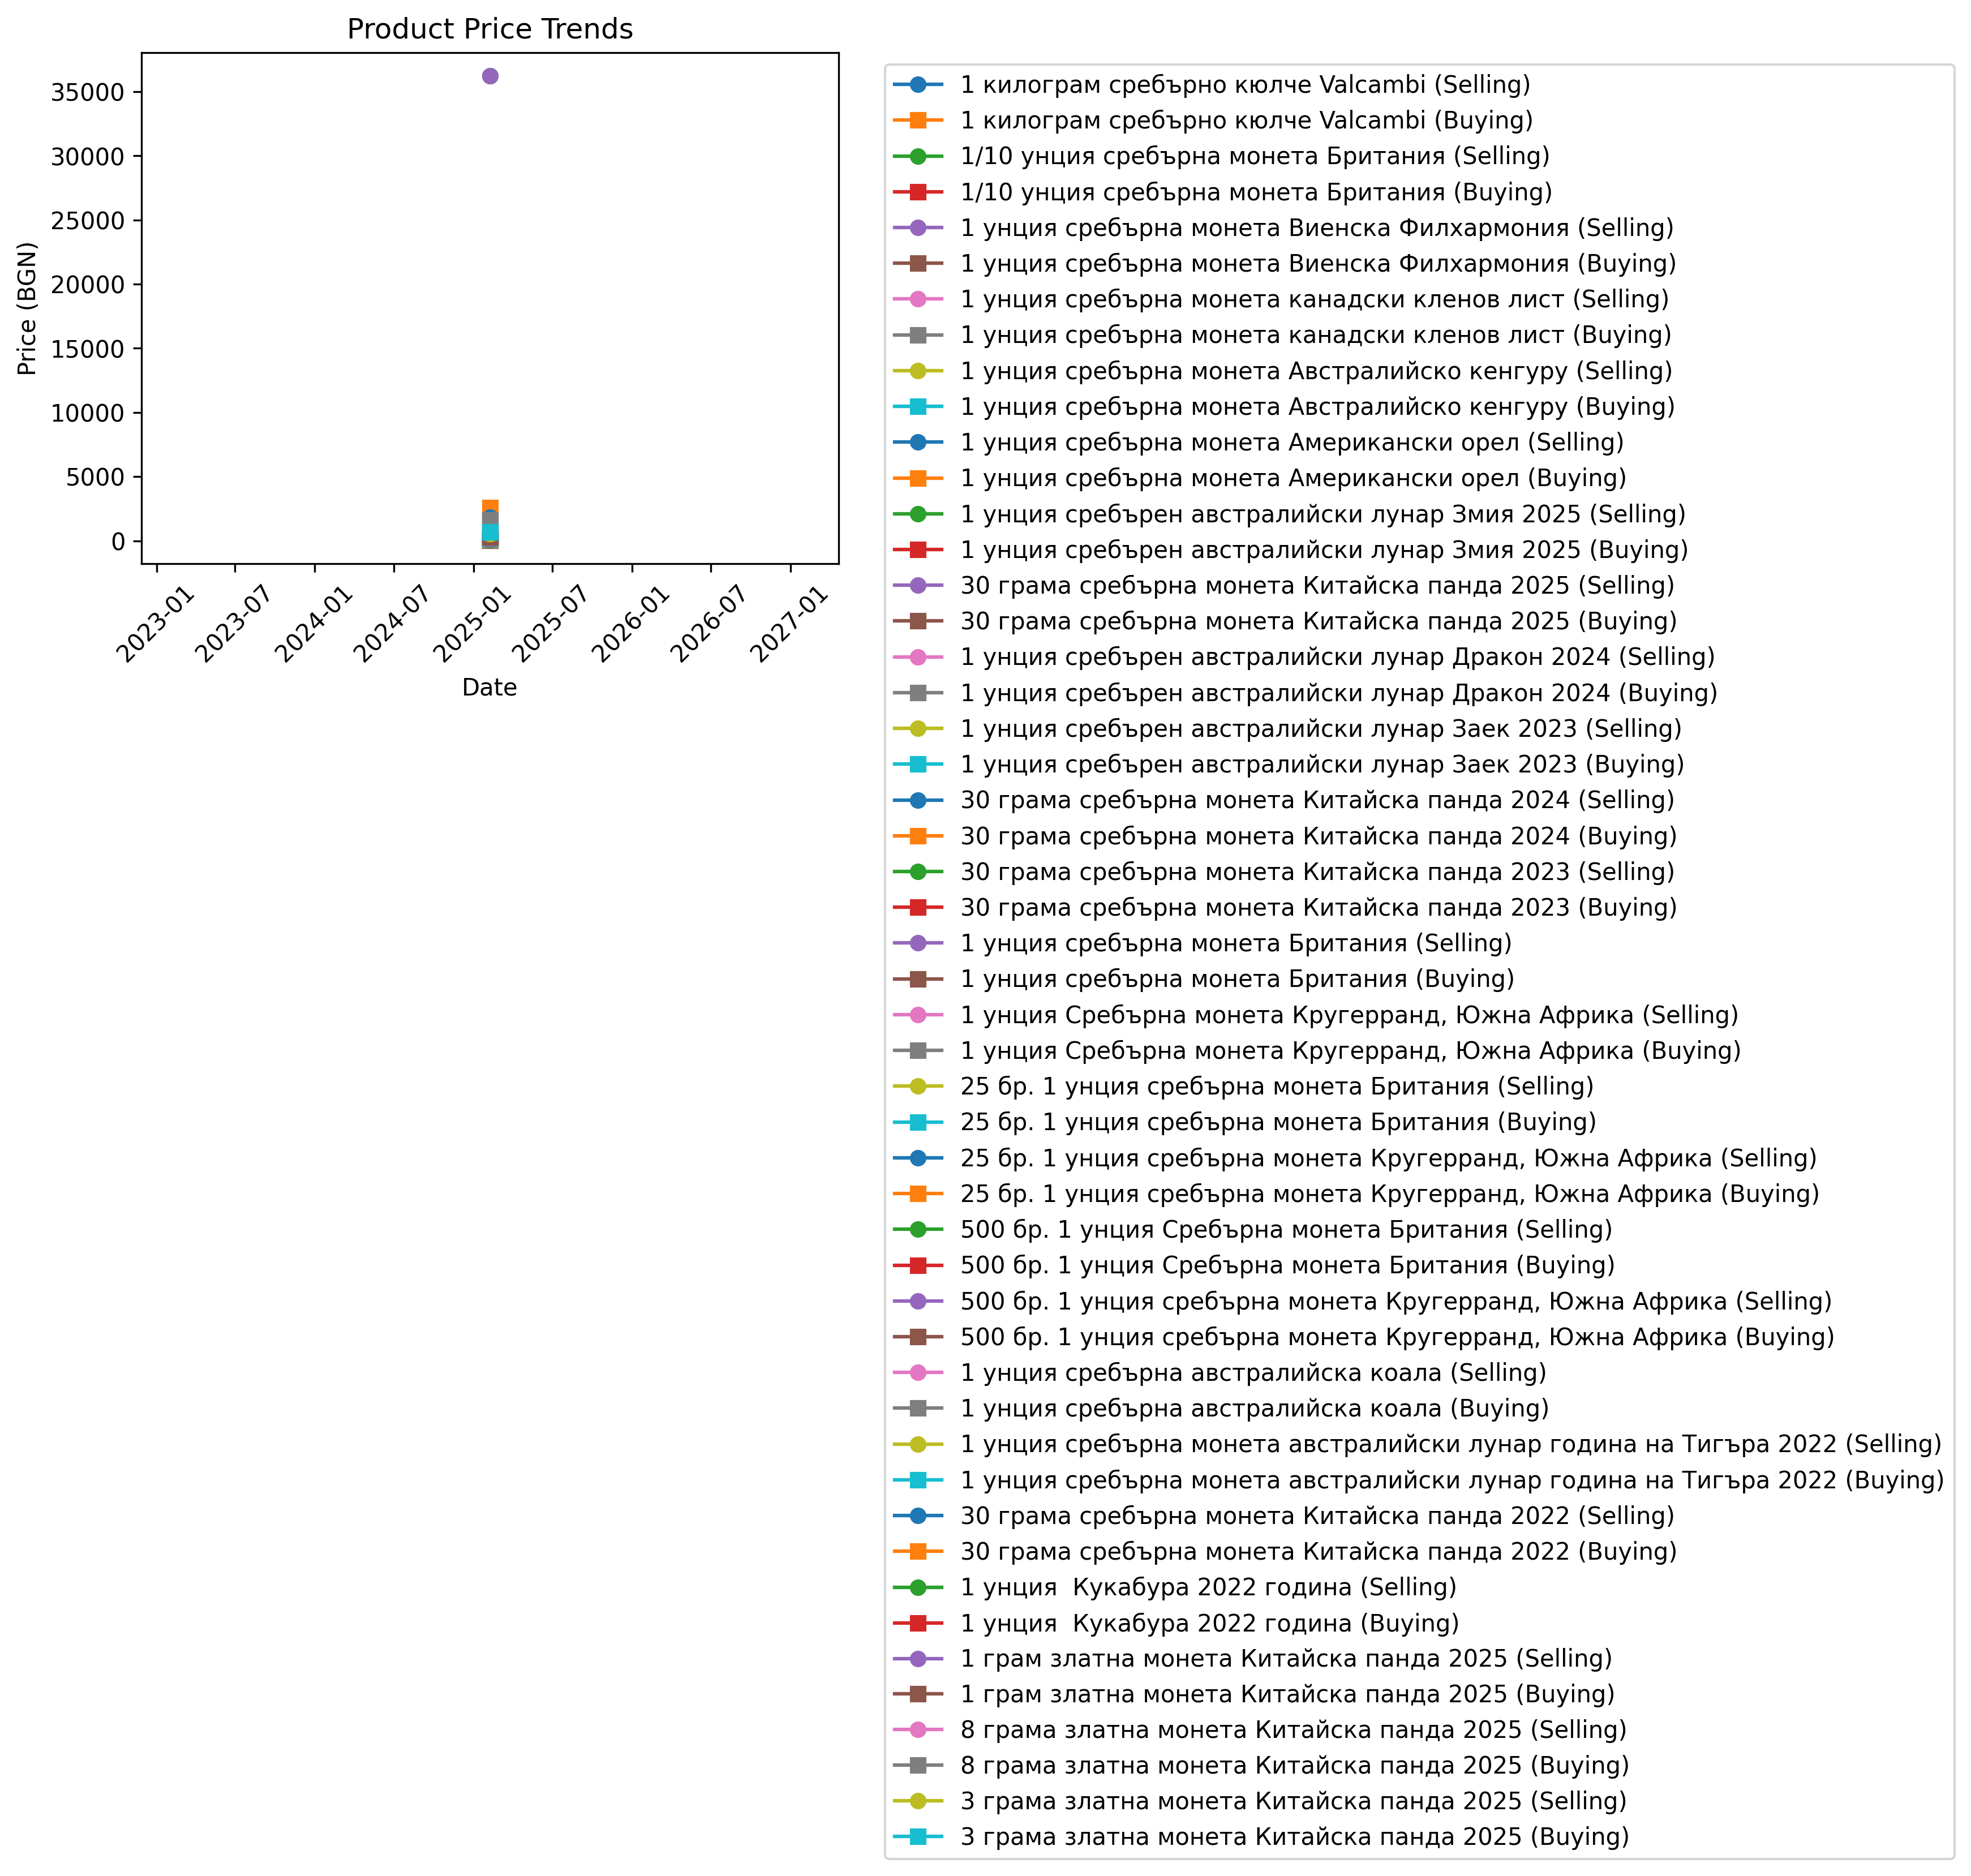 Product Price Trends
Price (BGN)
35000
30000
25000
20000
15000
10000
5000
0
2023-01
2023-07
2024-01
2024-07
2025-01
2025-07
2026-01
2026-07
2027-01
Date
1 килограм сребърно кюлче Valcambi (Selling)
1 килограм сребърно кюлче Valcambi (Buying)
1/10 унция сребърна монета Британия (Selling)
1/10 унция сребърна монета Британия (Buying)
1 унция сребърна монета Виенска Филхармония (Selling)
1 унция сребърна монета Виенска Филхармония (Buying)
1 унция сребърна монета канадски кленов лист (Selling)
1 унция сребърна монета канадски кленов лист (Buying)
1 унция сребърна монета Австралийско кенгуру (Selling)
1 унция сребърна монета Австралийско кенгуру (Buying)
1 унция сребърна монета Американски орел (Selling)
1 унция сребърна монета Американски орел (Buying)
1 унция сребърен австралийски лунар Змия 2025 (Selling)
1 унция сребърен австралийски лунар Змия 2025 (Buying)
30 грама сребърна монета Китайска панда 2025 (Selling)
30 грама сребърна монета Китайска панда 2025 (Buying)
1 унция сребърен австралийски лунар Дракон 2024 (Selling)
1 унция сребърен австралийски лунар Дракон 2024 (Buying)
1 унция сребърен австралийски лунар Заек 2023 (Selling)
1 унция сребърен австралийски лунар Заек 2023 (Buying)
30 грама сребърна монета Китайска панда 2024 (Selling)
30 грама сребърна монета Китайска панда 2024 (Buying)
30 грама сребърна монета Китайска панда 2023 (Selling)
30 грама сребърна монета Китайска панда 2023 (Buying)
1 унция сребърна монета Британия (Selling)
1 унция сребърна монета Британия (Buying)
1 унция Сребърна монета Кругерранд, Южна Африка (Selling)
1 унция Сребърна монета Кругерранд, Южна Африка (Buying)
25 бр. 1 унция сребърна монета Британия (Selling)
25 бр. 1 унция сребърна монета Британия (Buying)
25 бр. 1 унция сребърна монета Кругерранд, Южна Африка (Selling)
25 бр. 1 унция сребърна монета Кругерранд, Южна Африка (Buying)
500 бр. 1 унция Сребърна монета Британия (Selling)
500 бр. 1 унция Сребърна монета Британия (Buying)
500 бр. 1 унция сребърна монета Кругерранд, Южна Африка (Selling)
500 бр. 1 унция сребърна монета Кругерранд, Южна Африка (Buying)
1 унция сребърна австралийска коала (Selling)
1 унция сребърна австралийска коала (Buying)
1 унция сребърна монета австралийски лунар година на Тигъра 2022 (Selling)
1 унция сребърна монета австралийски лунар година на Тигъра 2022 (Buying)
30 грама сребърна монета Китайска панда 2022 (Selling)
30 грама сребърна монета Китайска панда 2022 (Buying)
1 унция  Кукабура 2022 година (Selling)
1 унция  Кукабура 2022 година (Buying)
1 грам златна монета Китайска панда 2025 (Selling)
1 грам златна монета Китайска панда 2025 (Buying)
8 грама златна монета Китайска панда 2025 (Selling)
8 грама златна монета Китайска панда 2025 (Buying)
3 грама златна монета Китайска панда 2025 (Selling)
3 грама златна монета Китайска панда 2025 (Buying)